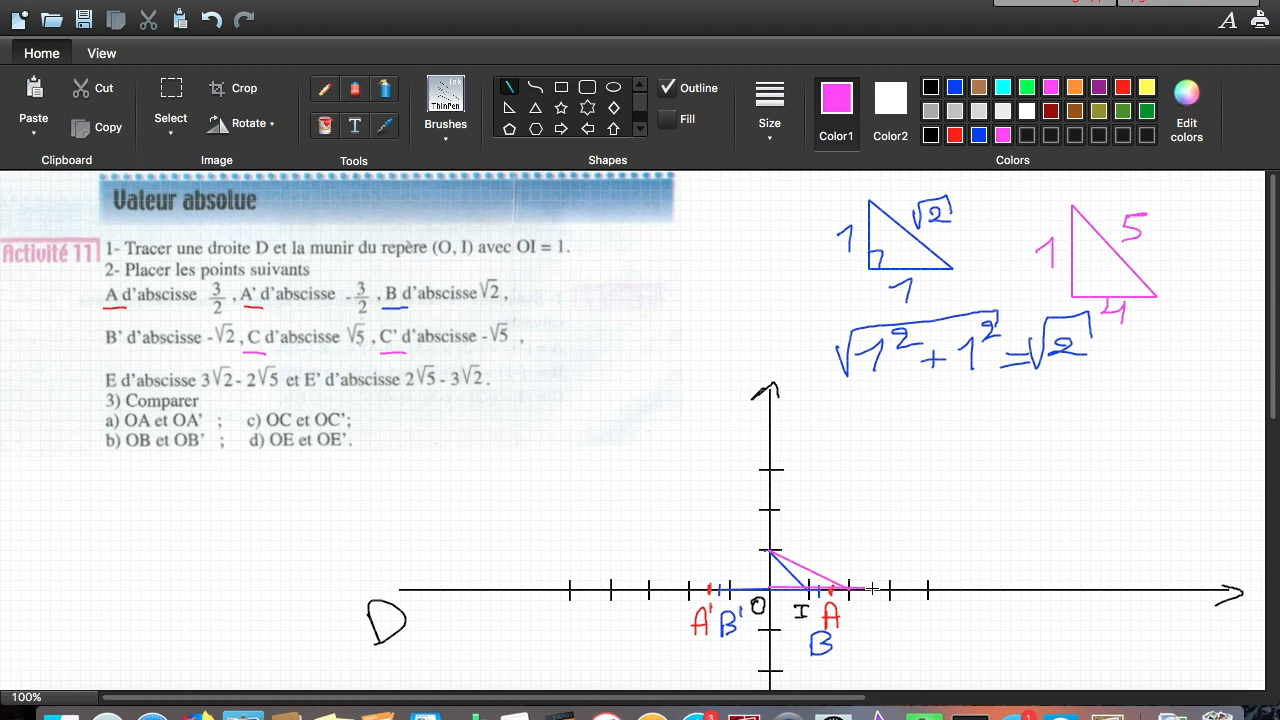 Home View
Paste
Cut
Copy
Clipboard
Select
Crop
Rotate
Image
T
Tools
Ink
ThinPen
Brushes
Shapes
Outline
Fill
Size
Color1
Color2
Edit
colors
Colors
A
Valeur absolue
Activité 11
1- Tracer une droite D et la munir du repère (O, I) avec OI = 1.
2- Placer les points suivants
A d'abscisse 3/2 , A' d'abscisse -3/2 , B d'abscisse √2 ,
B' d'abscisse -√2 , C d'abscisse √5 , C' d'abscisse -√5 ,
E d'abscisse 3√2 - 2√5 et E' d'abscisse 2√5 - 3√2 .
3) Comparer
a) OA et OA' ; c) OC et OC';
b) OB et OB' ; d) OE et OE'.
1 √2
1
1 5
4
√1² + 1² = √2
D
A' B' O I A
B
100%